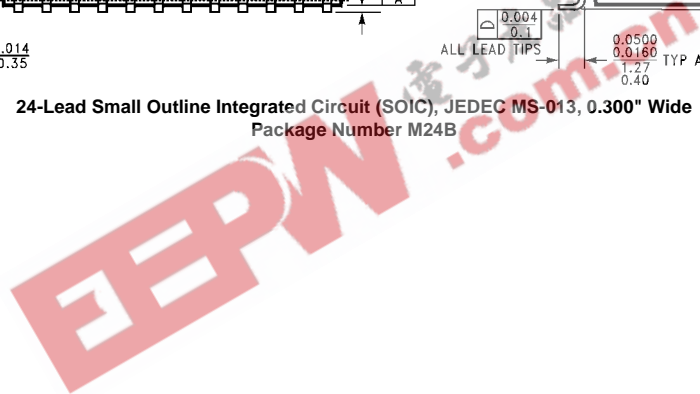 A
0.004
0.1
ALL LEAD TIPS
0.0500
0.0160 TYP A
1.27
0.40
.014
0.35
24-Lead Small Outline Integrated Circuit (SOIC), JEDEC MS-013, 0.300" Wide
Package Number M24B
EEPW.com.cn
電子